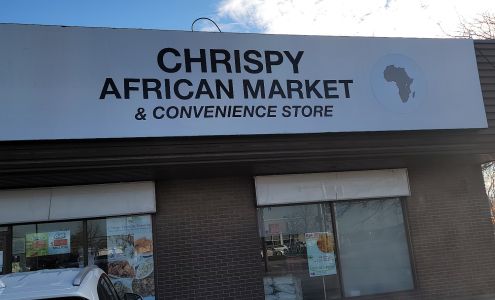 CHRISPY
AFRICAN MARKET
& CONVENIENCE STORE